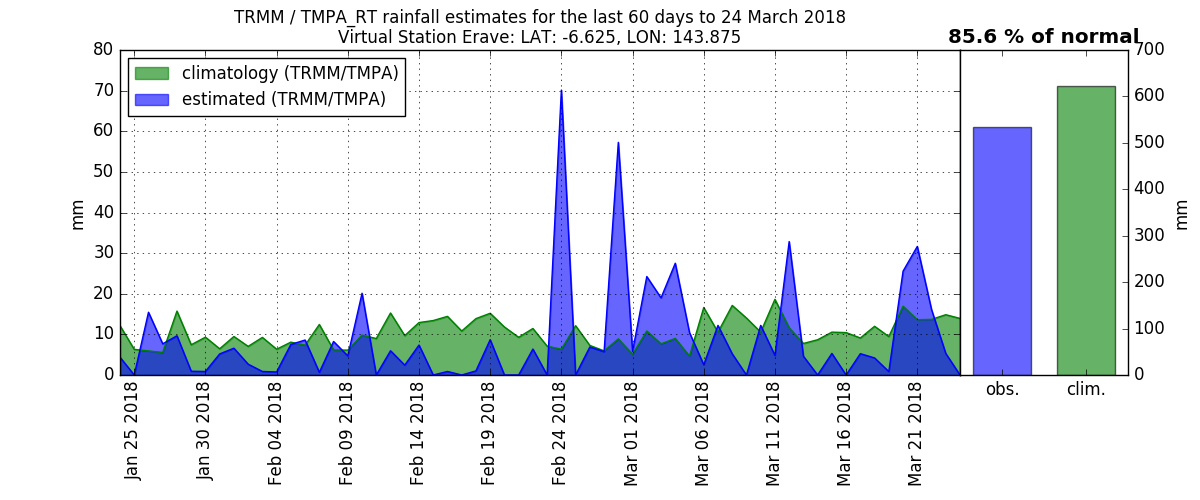 TRMM / TMPA_RT rainfall estimates for the last 60 days to 24 March 2018
Virtual Station Erave: LAT: -6.625, LON: 143.875
85.6 % of normal
climatology (TRMM/TMPA)
estimated (TRMM/TMPA)
mm
80
70
60
50
40
30
20
10
0
Jan 25 2018
Jan 30 2018
Feb 04 2018
Feb 09 2018
Feb 14 2018
Feb 19 2018
Feb 24 2018
Mar 01 2018
Mar 06 2018
Mar 11 2018
Mar 16 2018
Mar 21 2018
obs.
clim.
700
600
500
400
300
200
100
0
mm